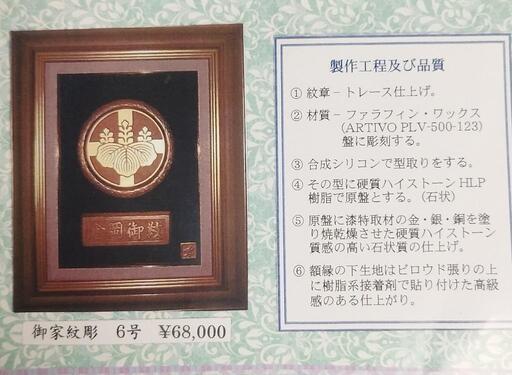 製作工程及び品質
① 紋章－トレース仕上げ。
② 材質－ファラフィン・ワックス
(ARTIVO PLV-500-123)
盤に彫刻する。
③ 合成シリコンで型取りをする。
④ その型に硬質ハイストーン HLP
樹脂で原盤とする。(石状)
⑤ 原盤に漆特取材の金・銀・銅を塗
り焼乾燥させた硬質ハイストーン
質感の高い石状質の仕上げ。
⑥ 額縁の下生地はビロウド張りの上
に樹脂系接着剤で貼り付けた高級
感のある仕上がり。
御家紋彫 6号 ¥68,000